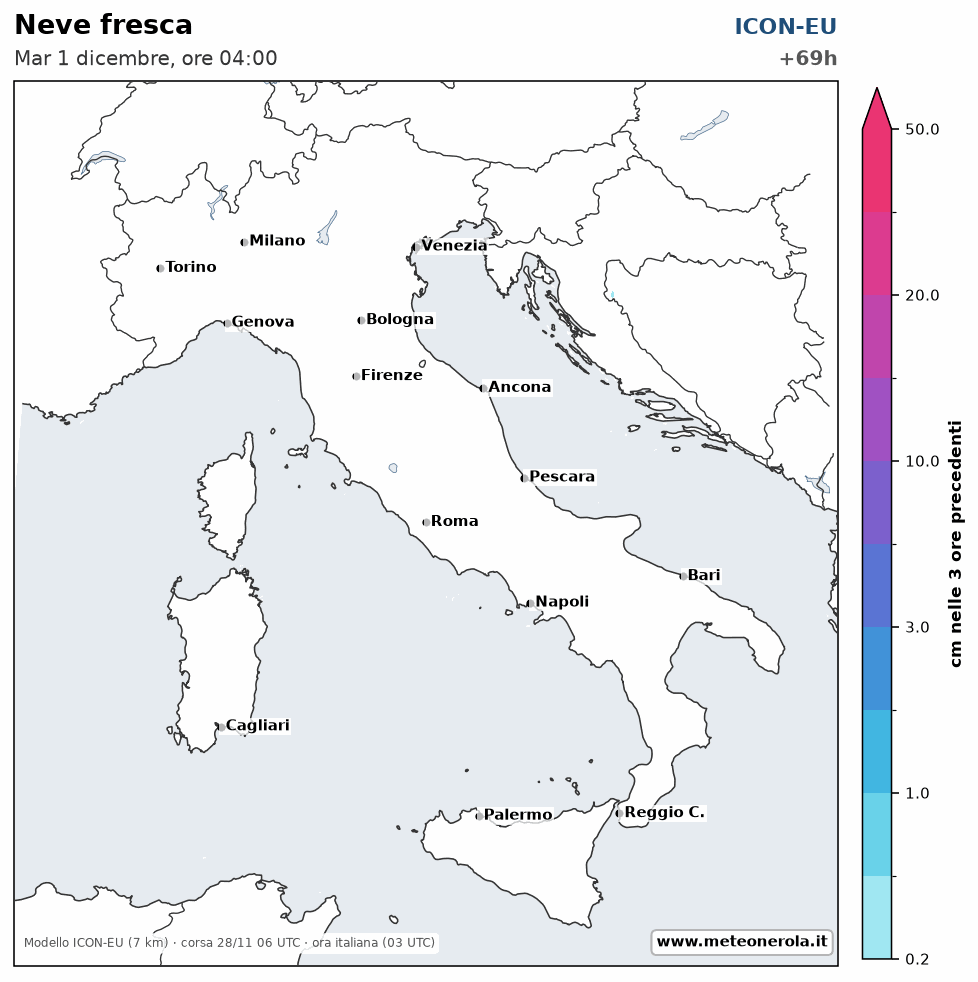 Neve fresca
ICON-EU
Mar 1 dicembre, ore 04:00
+69h
50.0
Venezia
Milano
Torino
20.0
Bologna
Genova
Firenze
Ancona
10.0
Pescara
Roma
cm nelle 3 ore precedenti
Bari
Napoli
3.0
Cagliari
1.0
Palermo
Reggio C.
Modello ICON-EU (7 km) · corsa 28/11 06 UTC · ora italiana (03 UTC)
www.meteonerola.it
0.2